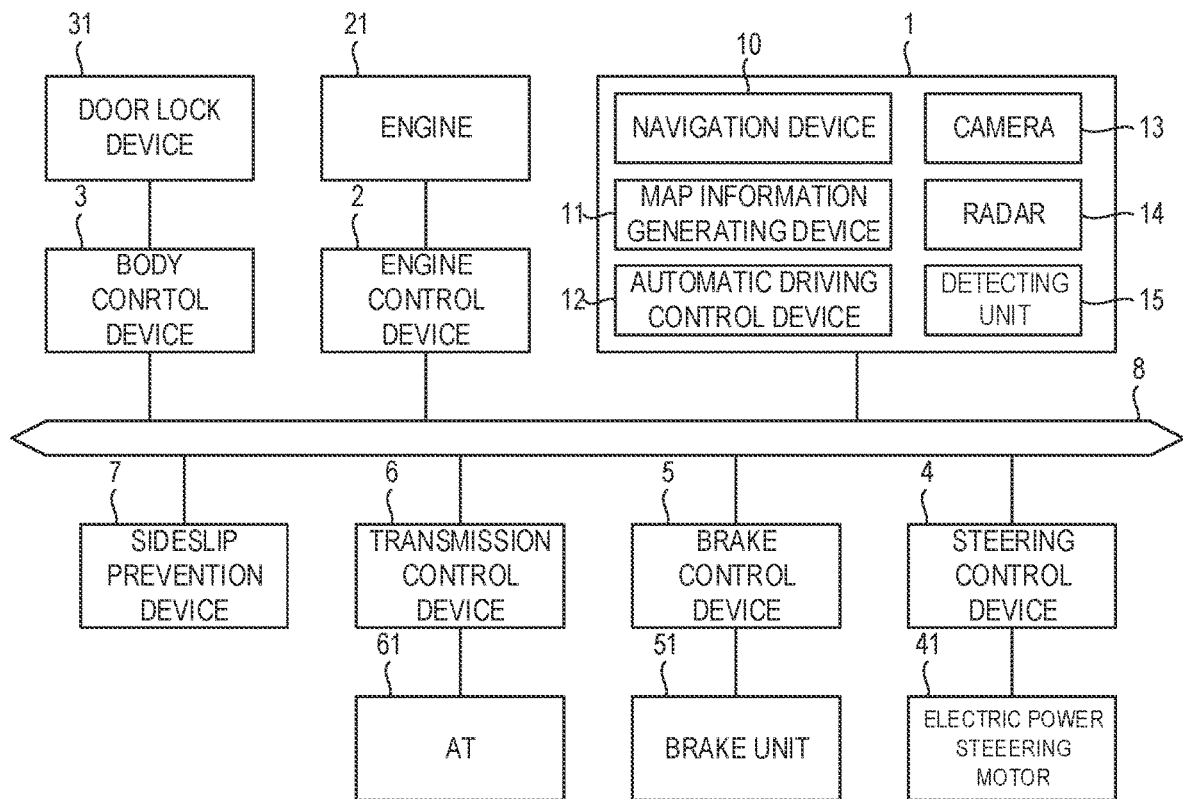 31
21
1
10
DOOR LOCK
DEVICE
ENGINE
NAVIGATION DEVICE
CAMERA
13
3
2
11
MAP INFORMATION
GENERATING DEVICE
RADAR
14
BODY
CONRTOL
DEVICE
ENGINE
CONTROL
DEVICE
12
AUTOMATIC DRIVING
CONTROL DEVICE
DETECTING
UNIT
15
8
7
6
5
4
SIDESLIP
PREVENTION
DEVICE
TRANSMISSION
CONTROL
DEVICE
BRAKE
CONTROL
DEVICE
STEERING
CONTROL
DEVICE
61
51
41
AT
BRAKE UNIT
ELECTRIC POWER
STEEERING
MOTOR